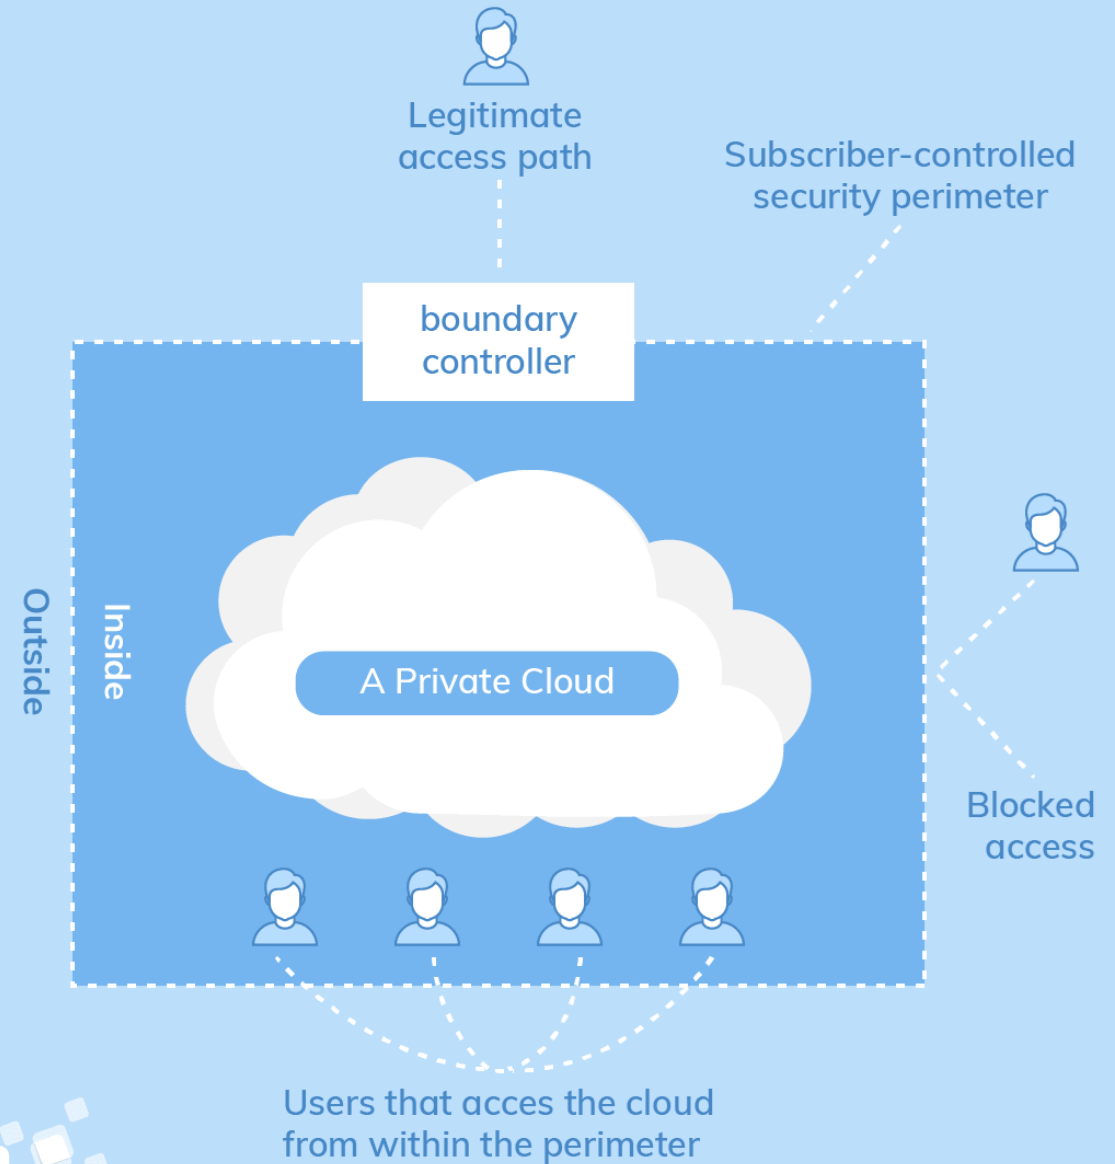 Legitimate
access path
Subscriber-controlled
security perimeter
boundary
controller
Outside
Inside
A Private Cloud
Blocked
access
Users that acces the cloud
from within the perimeter